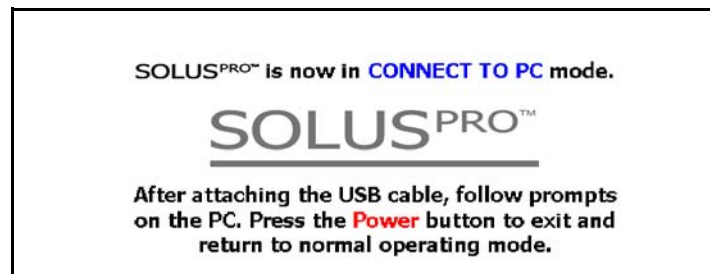 SOLUSPRO™ is now in CONNECT TO PC mode.
SOLUSPRO™
After attaching the USB cable, follow prompts
on the PC. Press the Power button to exit and
return to normal operating mode.